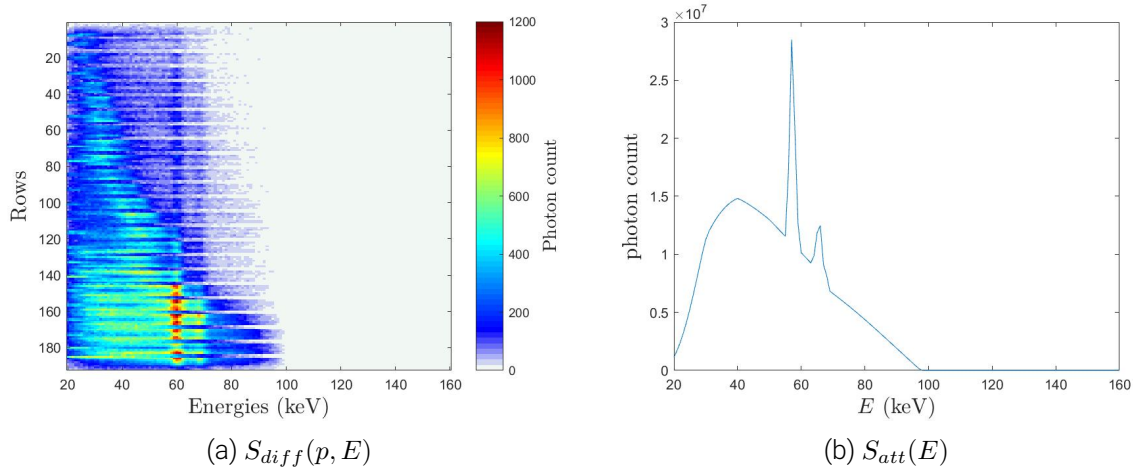 20
40
60
80
100
120
140
160
180
Rows
20 40 60 80 100 120 140 160
Energies (keV)
1200
1000
800
600
400
200
0
Photon count
(a) S_{diff}(p, E)
×10^7
3
2.5
2
1.5
1
0.5
0
photon count
20 40 60 80 100 120 140 160
E (keV)
(b) S_{att}(E)